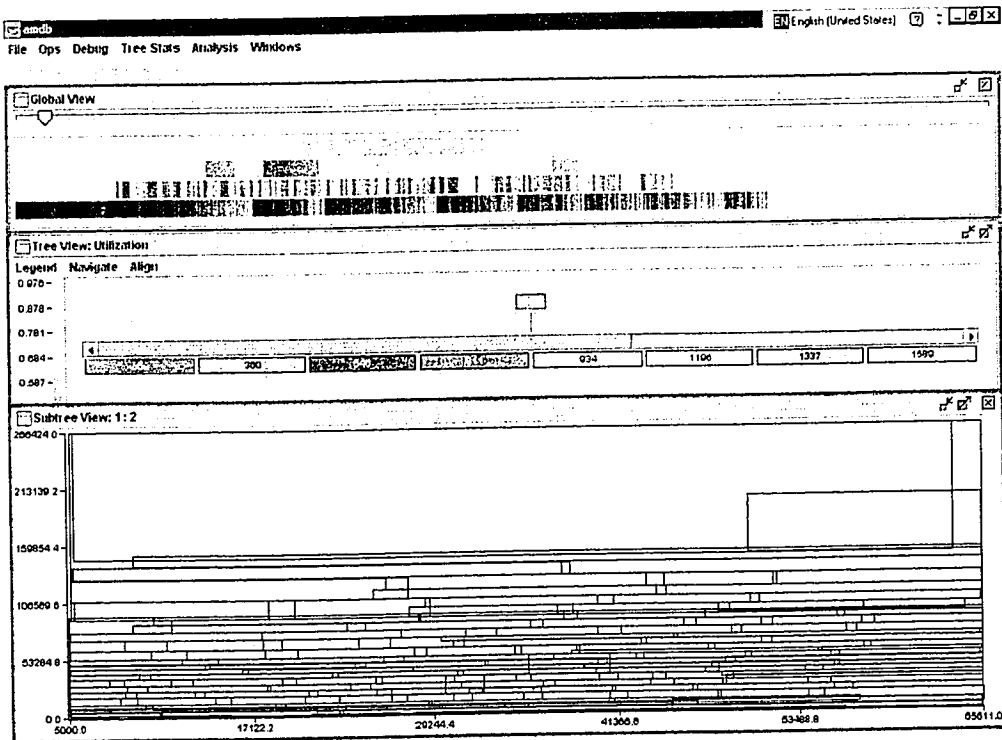 amdb
EN English (United States)
File Ops Debug Tree Stats Analysis Windows
Global View
Tree View: Utilization
Legend Navigate Align
0.976
0.878
0.781
0.684
0.587
260 934 1196 1337 1589
Subtree View: 1: 2
266424.0
213139.2
159854.4
106569.6
53284.8
0.0
5000.0 17122.2 29244.4 41366.6 53488.8 65611.0